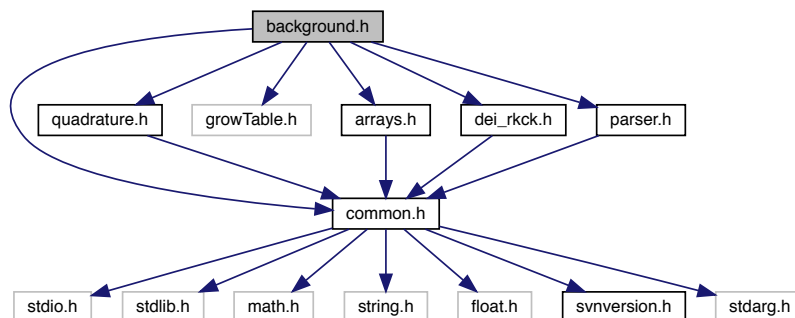 background.h
quadrature.h
growTable.h
arrays.h
dei_rkck.h
parser.h
common.h
stdio.h
stdlib.h
math.h
string.h
float.h
svnversion.h
stdarg.h